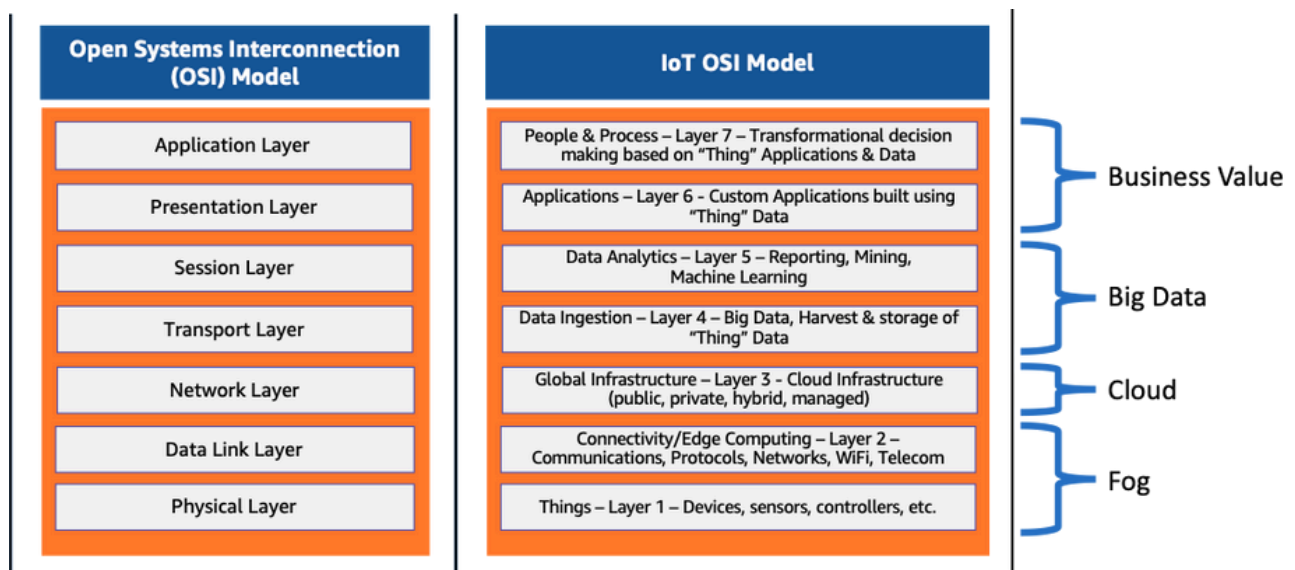 Open Systems Interconnection
(OSI) Model
Application Layer
Presentation Layer
Session Layer
Transport Layer
Network Layer
Data Link Layer
Physical Layer
IoT OSI Model
People & Process – Layer 7 – Transformational decision
making based on “Thing” Applications & Data
Applications – Layer 6 - Custom Applications built using
“Thing” Data
Data Analytics – Layer 5 – Reporting, Mining,
Machine Learning
Data Ingestion – Layer 4 – Big Data, Harvest & storage of
“Thing” Data
Global Infrastructure – Layer 3 - Cloud Infrastructure
(public, private, hybrid, managed)
Connectivity/Edge Computing – Layer 2 –
Communications, Protocols, Networks, WiFi, Telecom
Things – Layer 1 – Devices, sensors, controllers, etc.
Business Value
Big Data
Cloud
Fog